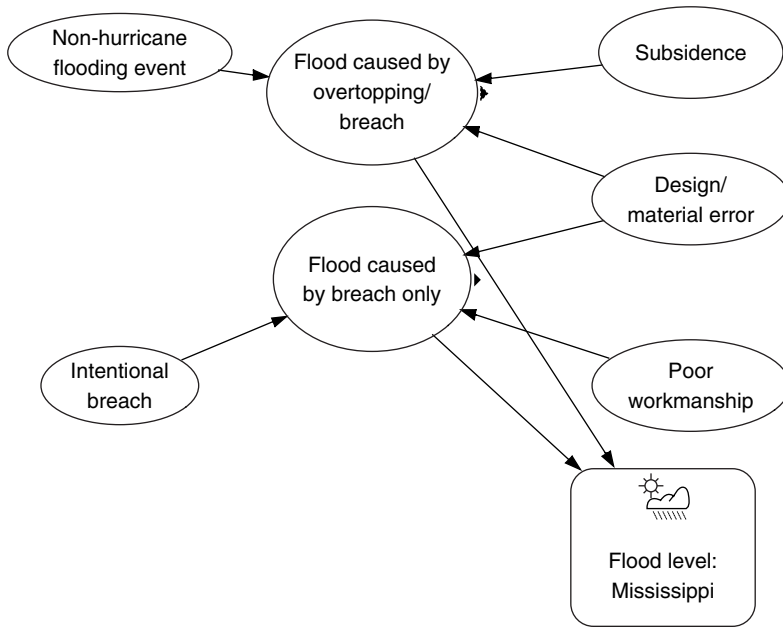 Non-hurricane
flooding event
Flood caused by
overtopping/
breach
Subsidence
Design/
material error
Flood caused
by breach only
Intentional
breach
Poor
workmanship
Flood level:
Mississippi